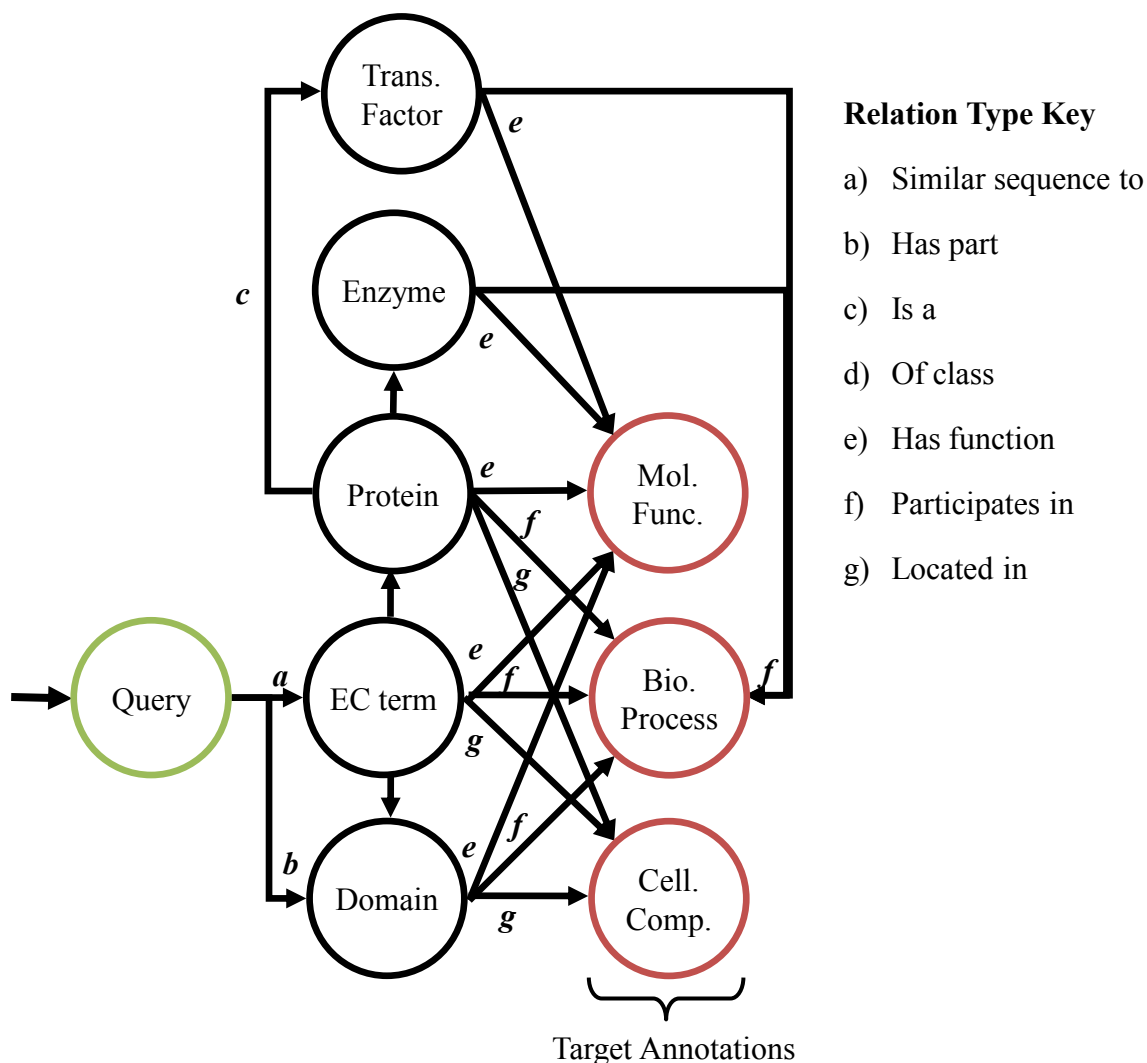 Trans.
Factor
e
Relation Type Key
a) Similar sequence to
b) Has part
c) Is a
d) Of class
e) Has function
f) Participates in
g) Located in
c
Enzyme
e
Protein
e
f
g
Mol.
Func.
Query
a
EC term
e
f
g
Bio.
Process
f
b
Domain
e
f
g
Cell.
Comp.
Target Annotations